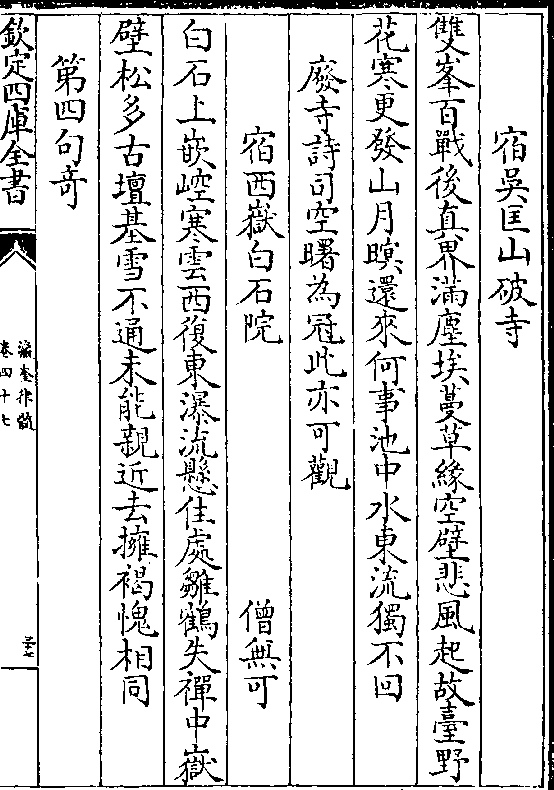 宿吳匡山破寺
雙峯百戰後真界滿塵埃蔓草緣空壁悲風起故臺野
花寒更發山月暝還來何事池中水東流獨不回
廢寺詩司空曙為冠此亦可觀
宿西嶽白石院 僧無可
白石上嵌崆寒雲西復東瀑流懸住處雛鶴失禪中嶽
壁松多古壇基雪不通未能親近去擁褐愧相同
第四句竒
欽定四庫全書
瀛奎律髓
卷四十七